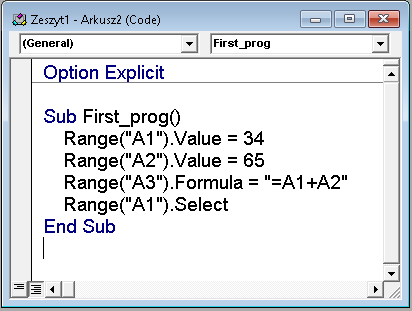 Zeszyt1 - Arkusz2 (Code)
(General) First_prog
Option Explicit
Sub First_prog()
Range("A1").Value = 34
Range("A2").Value = 65
Range("A3").Formula = "=A1+A2"
Range("A1").Select
End Sub